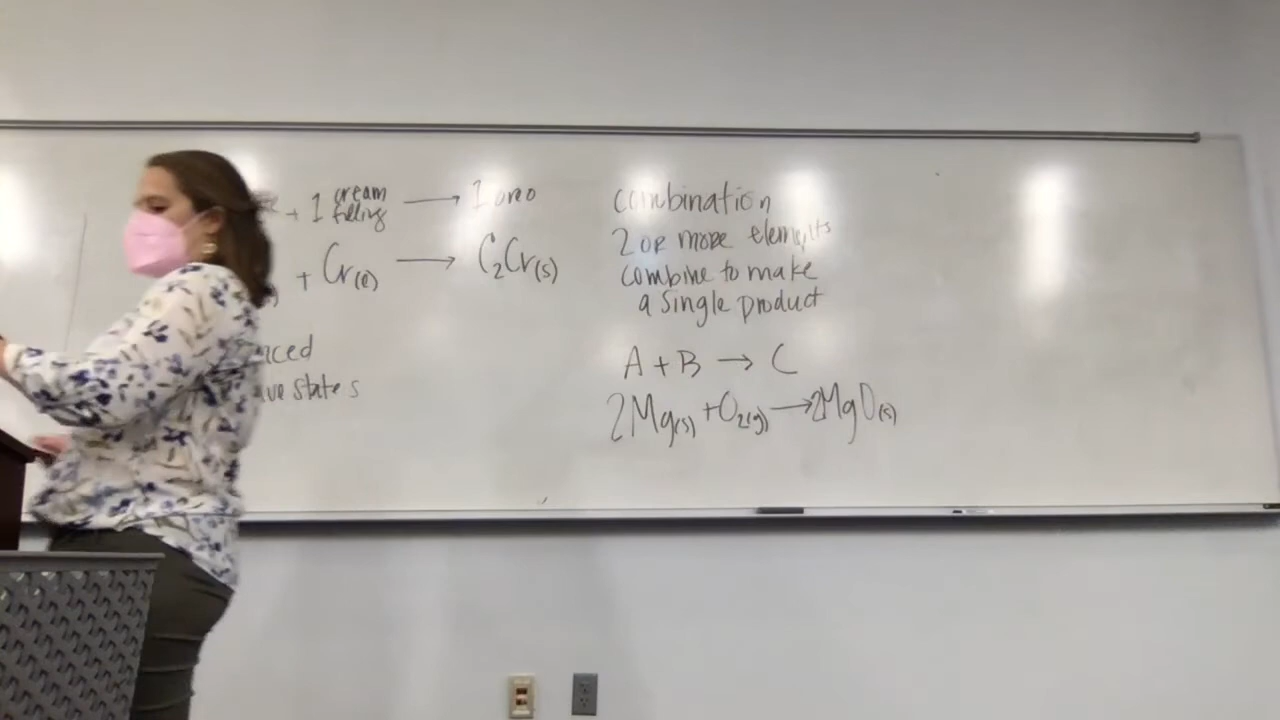 + 1 cream filling → 1 oreo
+ Cr(l) → C₂Cr(s)
ve states
combination
2 or more elements
combine to make
a single product
A + B → C
2Mg(s) + O₂(g) → 2MgO(s)